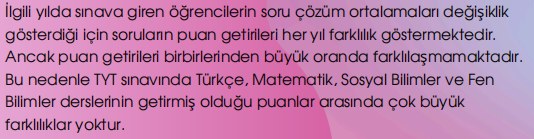 İlgili yılda sınava giren öğrencilerin soru çözüm ortalamaları değişiklik
gösterdiği için soruların puan getirileri her yıl farklılık göstermektedir.
Ancak puan getirileri birbirlerinden büyük oranda farklılaşmamaktadır.
Bu nedenle TYT sınavında Türkçe, Matematik, Sosyal Bilimler ve Fen
Bilimler derslerinin getirmiş olduğu puanlar arasında çok büyük
farklılıklar yoktur.